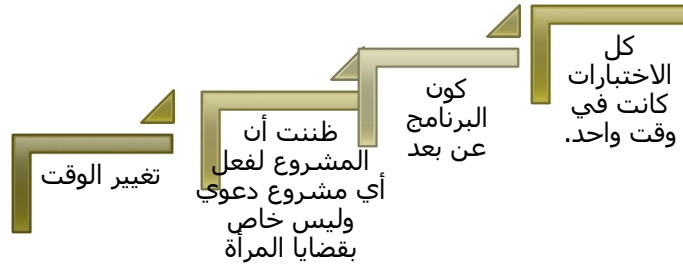 كل
الاختبارات
كانت في
وقت واحد.
كون
البرنامج
عن بعد
ظننت أن
المشروع لفعل
أي مشروع دعوي
وليس خاص
بقضايا المرأة
تغيير الوقت